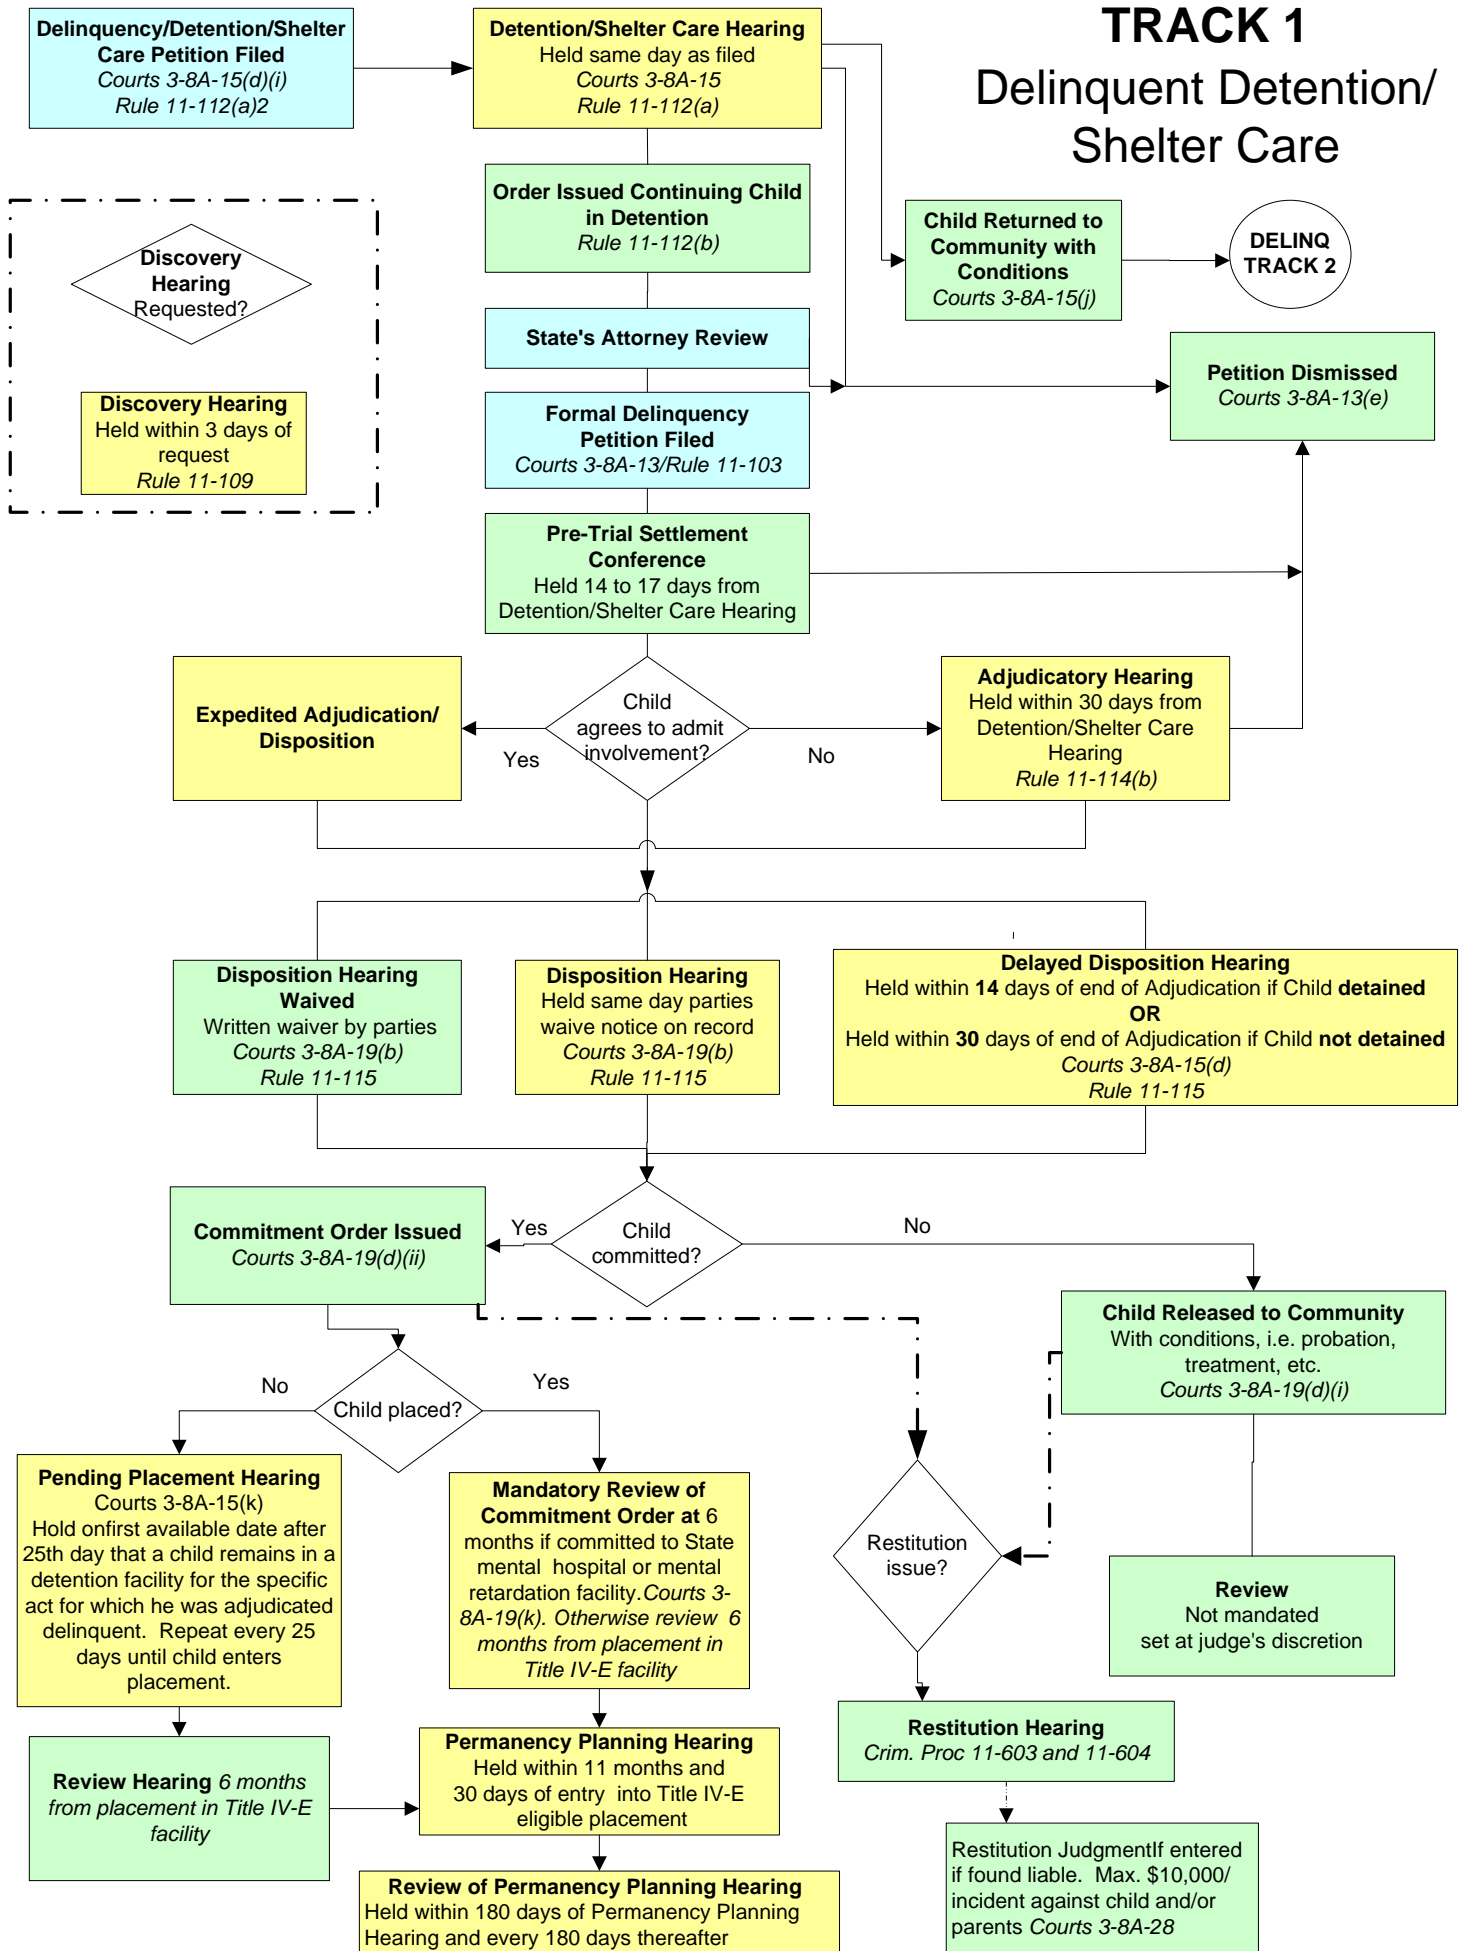 TRACK 1
Delinquent Detention/
Shelter Care
Delinquency/Detention/Shelter
Care Petition Filed
Courts 3-8A-15(d)(i)
Rule 11-112(a)2
Detention/Shelter Care Hearing
Held same day as filed
Courts 3-8A-15
Rule 11-112(a)
Order Issued Continuing Child
in Detention
Rule 11-112(b)
Child Returned to
Community with
Conditions
Courts 3-8A-15(j)
DELINQ
TRACK 2
Discovery
Hearing
Requested?
Discovery Hearing
Held within 3 days of
request
Rule 11-109
State's Attorney Review
Petition Dismissed
Courts 3-8A-13(e)
Formal Delinquency
Petition Filed
Courts 3-8A-13/Rule 11-103
Pre-Trial Settlement
Conference
Held 14 to 17 days from
Detention/Shelter Care Hearing
Expedited Adjudication/
Disposition
Yes
Child
agrees to admit
involvement?
No
Adjudicatory Hearing
Held within 30 days from
Detention/Shelter Care
Hearing
Rule 11-114(b)
Disposition Hearing
Waived
Written waiver by parties
Courts 3-8A-19(b)
Rule 11-115
Disposition Hearing
Held same day parties
waive notice on record
Courts 3-8A-19(b)
Rule 11-115
Delayed Disposition Hearing
Held within 14 days of end of Adjudication if Child detained
OR
Held within 30 days of end of Adjudication if Child not detained
Courts 3-8A-15(d)
Rule 11-115
Commitment Order Issued
Courts 3-8A-19(d)(ii)
Yes
Child
committed?
No
Child Released to Community
With conditions, i.e. probation,
treatment, etc.
Courts 3-8A-19(d)(i)
No
Child placed?
Yes
Pending Placement Hearing
Courts 3-8A-15(k)
Hold onfirst available date after
25th day that a child remains in a
detention facility for the specific
act for which he was adjudicated
delinquent. Repeat every 25
days until child enters
placement.
Mandatory Review of
Commitment Order at 6
months if committed to State
mental hospital or mental
retardation facility.Courts 3-
8A-19(k). Otherwise review 6
months from placement in
Title IV-E facility
Restitution
issue?
Review
Not mandated
set at judge's discretion
Review Hearing 6 months
from placement in Title IV-E
facility
Permanency Planning Hearing
Held within 11 months and
30 days of entry into Title IV-E
eligible placement
Restitution Hearing
Crim. Proc 11-603 and 11-604
Review of Permanency Planning Hearing
Held within 180 days of Permanency Planning
Hearing and every 180 days thereafter
Restitution JudgmentIf entered
if found liable. Max. $10,000/
incident against child and/or
parents Courts 3-8A-28